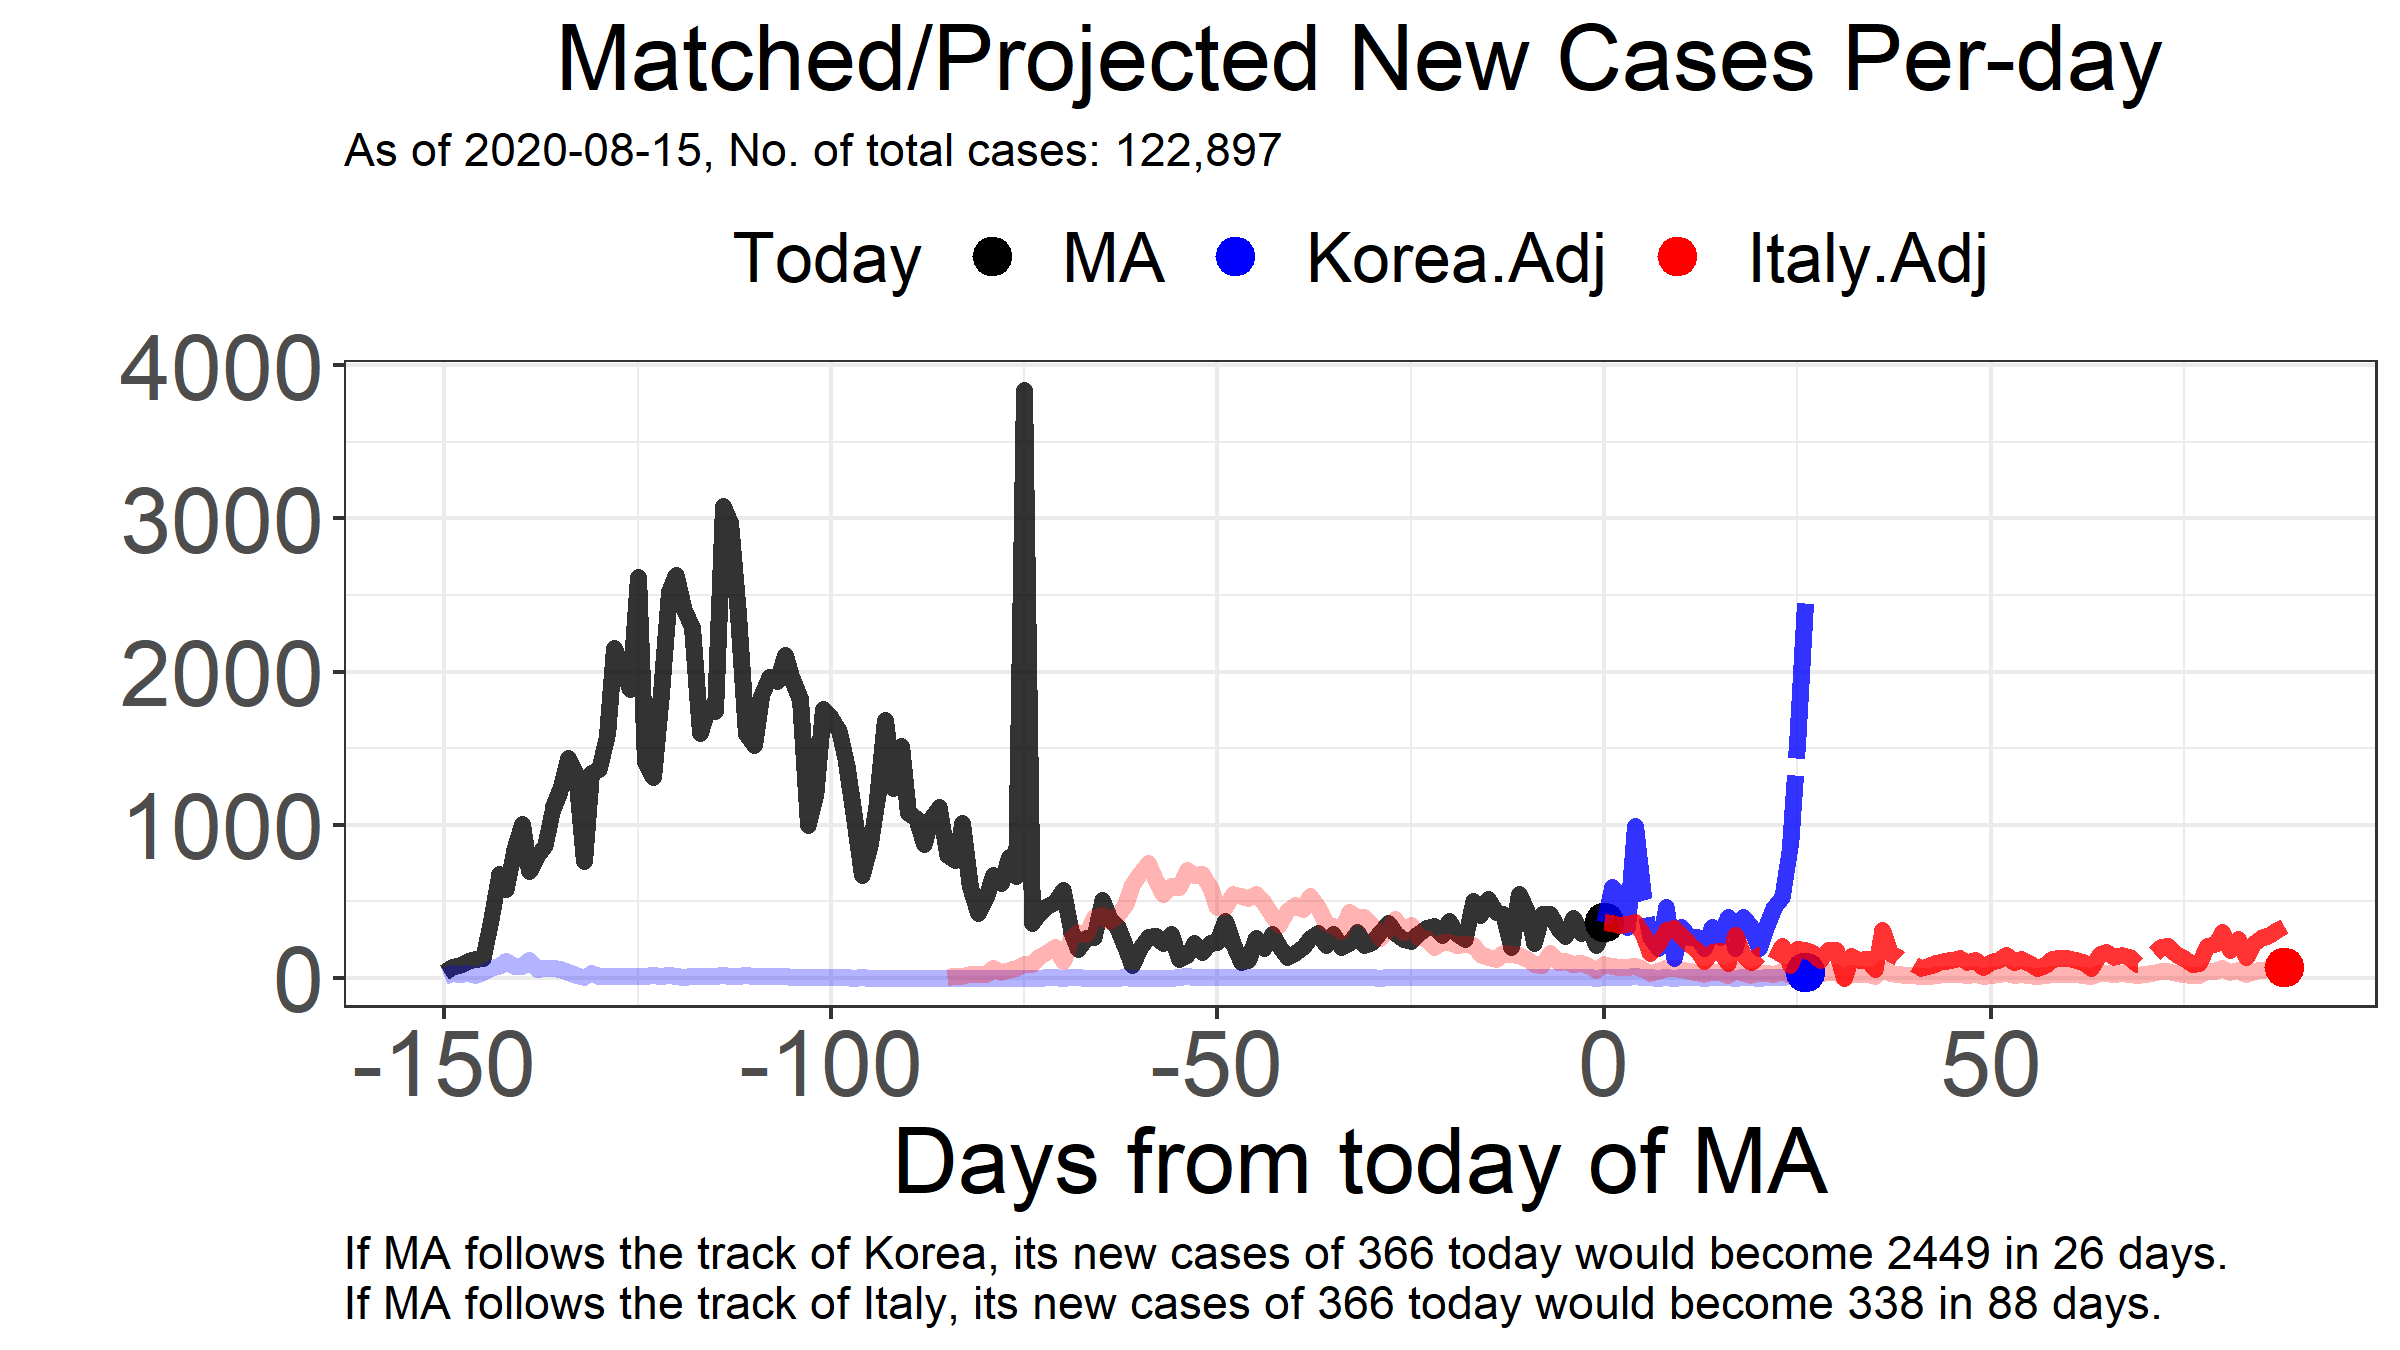 Matched/Projected New Cases Per-day
As of 2020-08-15, No. of total cases: 122,897
Today MA Korea.Adj Italy.Adj
4000
3000
2000
1000
0
-150 -100 -50 0 50
Days from today of MA
If MA follows the track of Korea, its new cases of 366 today would become 2449 in 26 days.
If MA follows the track of Italy, its new cases of 366 today would become 338 in 88 days.